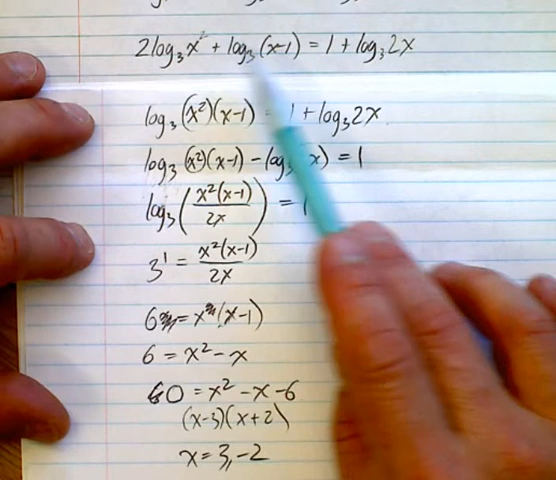 2log₃x² + log₃(x-1) = 1 + log₃2x
log₃(x²)(x-1) = 1 + log₃2x
log₃(x²)(x-1) - log₃ x) = 1
log₃(x²(x-1)/2x) = 1
3¹ = x²(x-1)/2x
6 = x (x-1)
6 = x² - x
0 = x² - x - 6
(x-3)(x+2)
x = 3, -2